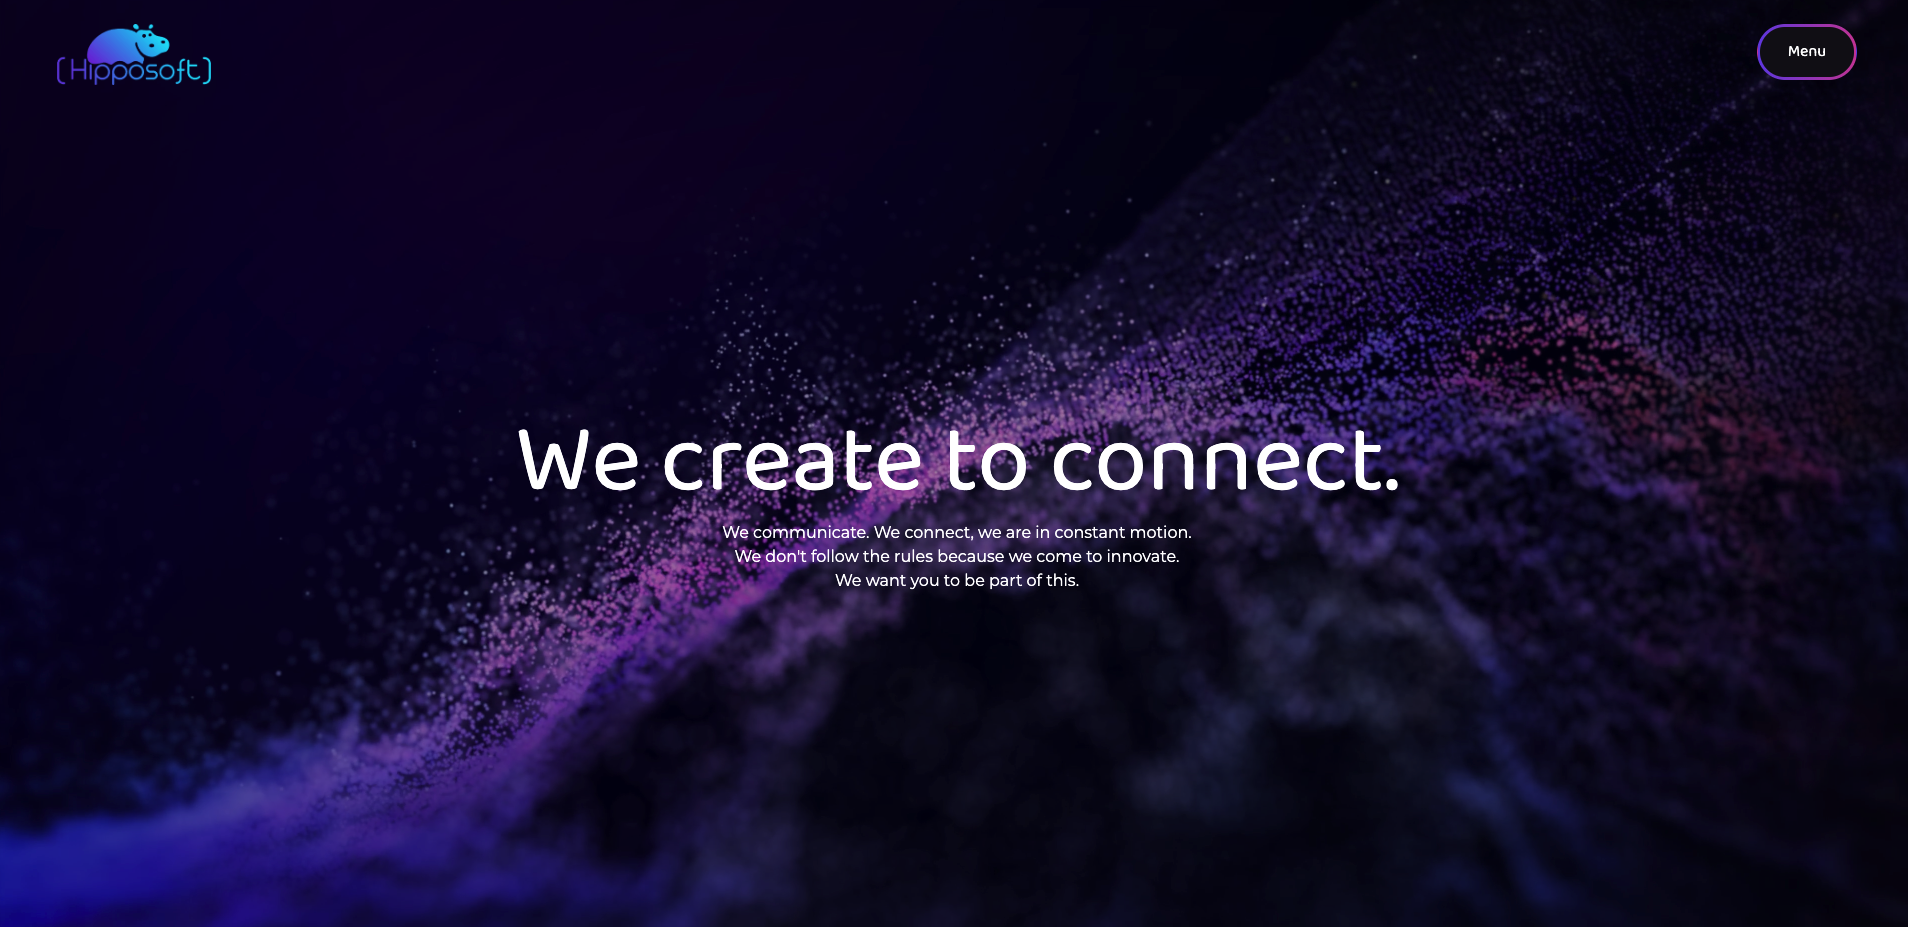 [Hipposoft]
Menu
We create to connect.
We communicate. We connect, we are in constant motion.
We don't follow the rules because we come to innovate.
We want you to be part of this.